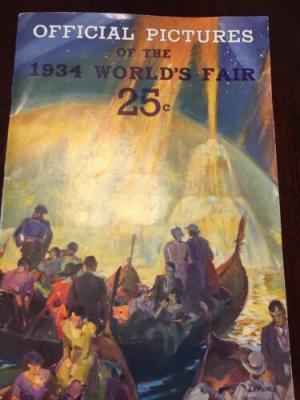 OFFICIAL PICTURES
OF THE
1934 WORLD'S FAIR
25c